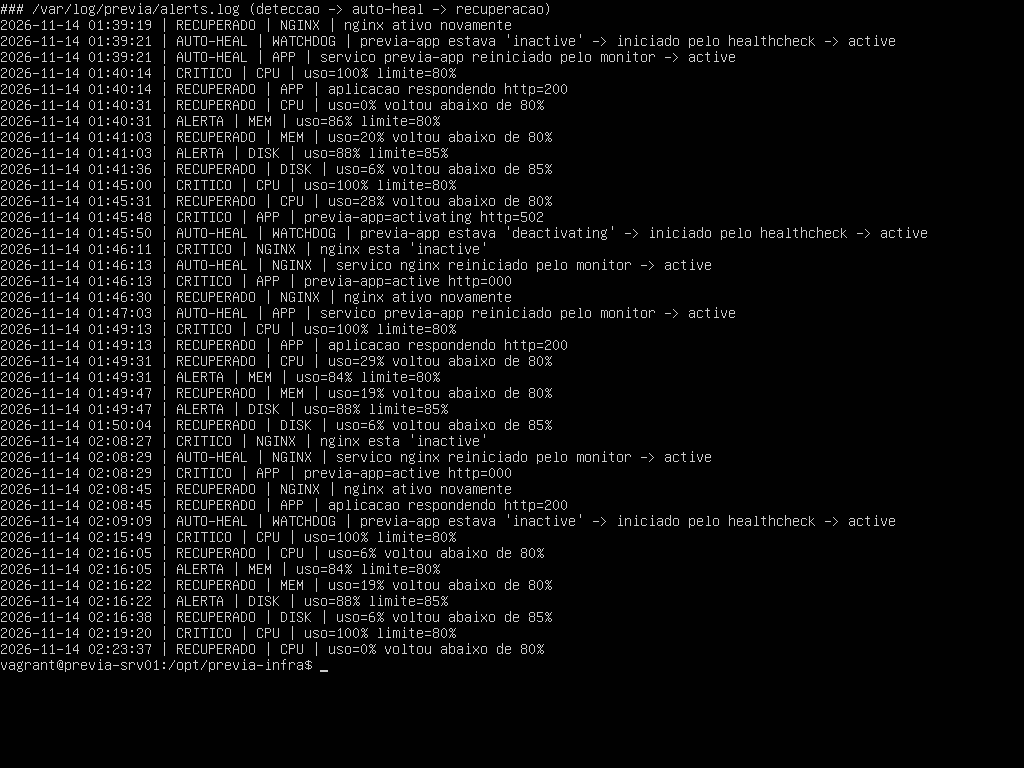 ### /var/log/previa/alerts.log (deteccao -> auto-heal -> recuperacao)
2026-11-14 01:39:19 | RECUPERADO | NGINX | nginx ativo novamente
2026-11-14 01:39:21 | AUTO-HEAL | WATCHDOG | previa-app estava 'inactive' -> iniciado pelo healthcheck -> active
2026-11-14 01:39:21 | AUTO-HEAL | APP | servico previa-app reiniciado pelo monitor -> active
2026-11-14 01:40:14 | CRITICO | CPU | uso=100% limite=80%
2026-11-14 01:40:14 | RECUPERADO | APP | aplicacao respondendo http=200
2026-11-14 01:40:31 | RECUPERADO | CPU | uso=0% voltou abaixo de 80%
2026-11-14 01:40:31 | ALERTA | MEM | uso=86% limite=80%
2026-11-14 01:41:03 | RECUPERADO | MEM | uso=20% voltou abaixo de 80%
2026-11-14 01:41:03 | ALERTA | DISK | uso=88% limite=85%
2026-11-14 01:41:36 | RECUPERADO | DISK | uso=6% voltou abaixo de 85%
2026-11-14 01:45:00 | CRITICO | CPU | uso=100% limite=80%
2026-11-14 01:45:31 | RECUPERADO | CPU | uso=28% voltou abaixo de 80%
2026-11-14 01:45:48 | CRITICO | APP | previa-app=activating http=502
2026-11-14 01:45:50 | AUTO-HEAL | WATCHDOG | previa-app estava 'deactivating' -> iniciado pelo healthcheck -> active
2026-11-14 01:46:11 | CRITICO | NGINX | nginx esta 'inactive'
2026-11-14 01:46:13 | AUTO-HEAL | NGINX | servico nginx reiniciado pelo monitor -> active
2026-11-14 01:46:13 | CRITICO | APP | previa-app=active http=000
2026-11-14 01:46:30 | RECUPERADO | NGINX | nginx ativo novamente
2026-11-14 01:47:03 | AUTO-HEAL | APP | servico previa-app reiniciado pelo monitor -> active
2026-11-14 01:49:13 | CRITICO | CPU | uso=100% limite=80%
2026-11-14 01:49:13 | RECUPERADO | APP | aplicacao respondendo http=200
2026-11-14 01:49:31 | RECUPERADO | CPU | uso=29% voltou abaixo de 80%
2026-11-14 01:49:31 | ALERTA | MEM | uso=84% limite=80%
2026-11-14 01:49:47 | RECUPERADO | MEM | uso=19% voltou abaixo de 80%
2026-11-14 01:49:47 | ALERTA | DISK | uso=88% limite=85%
2026-11-14 01:50:04 | RECUPERADO | DISK | uso=6% voltou abaixo de 85%
2026-11-14 02:08:27 | CRITICO | NGINX | nginx esta 'inactive'
2026-11-14 02:08:29 | AUTO-HEAL | NGINX | servico nginx reiniciado pelo monitor -> active
2026-11-14 02:08:29 | CRITICO | APP | previa-app=active http=000
2026-11-14 02:08:45 | RECUPERADO | NGINX | nginx ativo novamente
2026-11-14 02:08:45 | RECUPERADO | APP | aplicacao respondendo http=200
2026-11-14 02:09:09 | AUTO-HEAL | WATCHDOG | previa-app estava 'inactive' -> iniciado pelo healthcheck -> active
2026-11-14 02:15:49 | CRITICO | CPU | uso=100% limite=80%
2026-11-14 02:16:05 | RECUPERADO | CPU | uso=6% voltou abaixo de 80%
2026-11-14 02:16:05 | ALERTA | MEM | uso=84% limite=80%
2026-11-14 02:16:22 | RECUPERADO | MEM | uso=19% voltou abaixo de 80%
2026-11-14 02:16:22 | ALERTA | DISK | uso=88% limite=85%
2026-11-14 02:16:38 | RECUPERADO | DISK | uso=6% voltou abaixo de 85%
2026-11-14 02:19:20 | CRITICO | CPU | uso=100% limite=80%
2026-11-14 02:23:37 | RECUPERADO | CPU | uso=0% voltou abaixo de 80%
vagrant@previa-srv01:/opt/previa-infra$ _